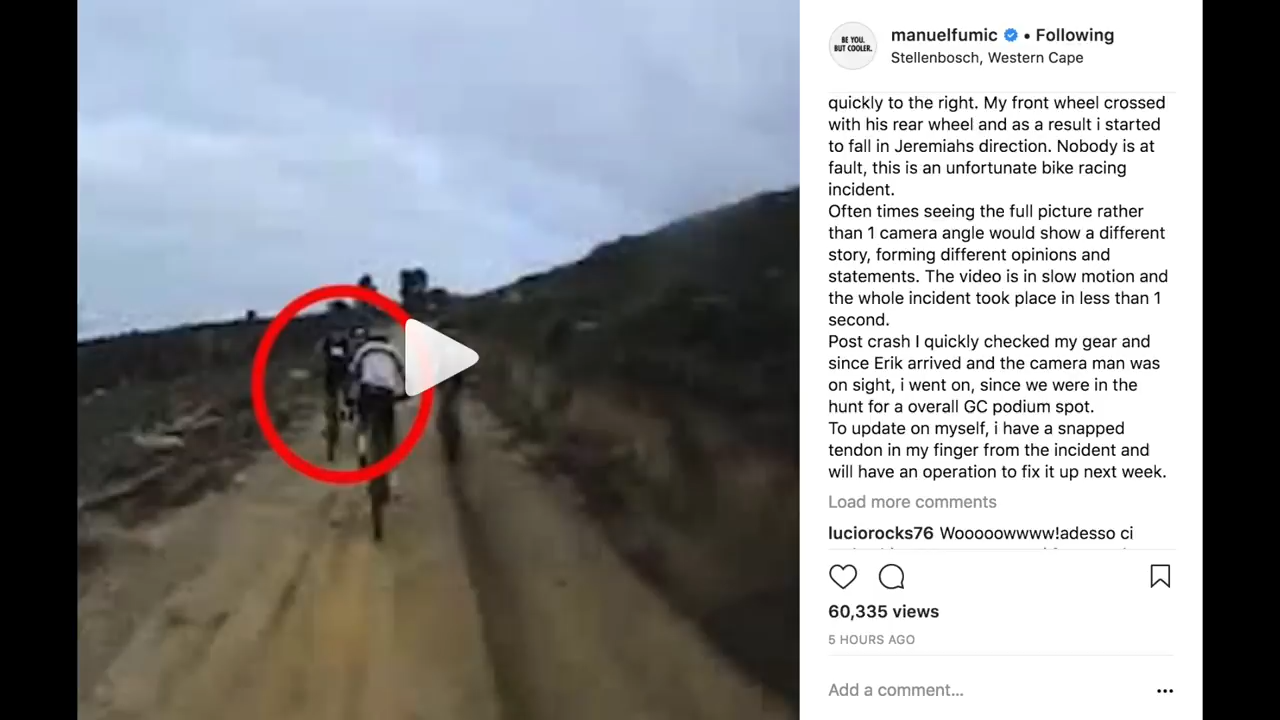 BE YOU.
BUT COOLER.
manuelfumic • Following
Stellenbosch, Western Cape
quickly to the right. My front wheel crossed
with his rear wheel and as a result i started
to fall in Jeremiahs direction. Nobody is at
fault, this is an unfortunate bike racing
incident.
Often times seeing the full picture rather
than 1 camera angle would show a different
story, forming different opinions and
statements. The video is in slow motion and
the whole incident took place in less than 1
second.
Post crash I quickly checked my gear and
since Erik arrived and the camera man was
on sight, i went on, since we were in the
hunt for a overall GC podium spot.
To update on myself, i have a snapped
tendon in my finger from the incident and
will have an operation to fix it up next week.
Load more comments
luciorocks76 Wooooowwww!adesso ci
60,335 views
5 HOURS AGO
Add a comment...